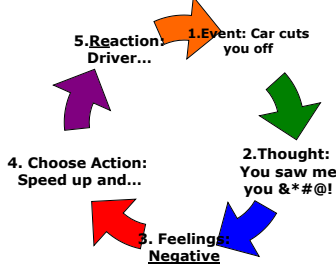 1.Event: Car cuts
you off
2.Thought:
You saw me
you &*#@!
3. Feelings:
Negative
4. Choose Action:
Speed up and…
5.Reaction:
Driver…